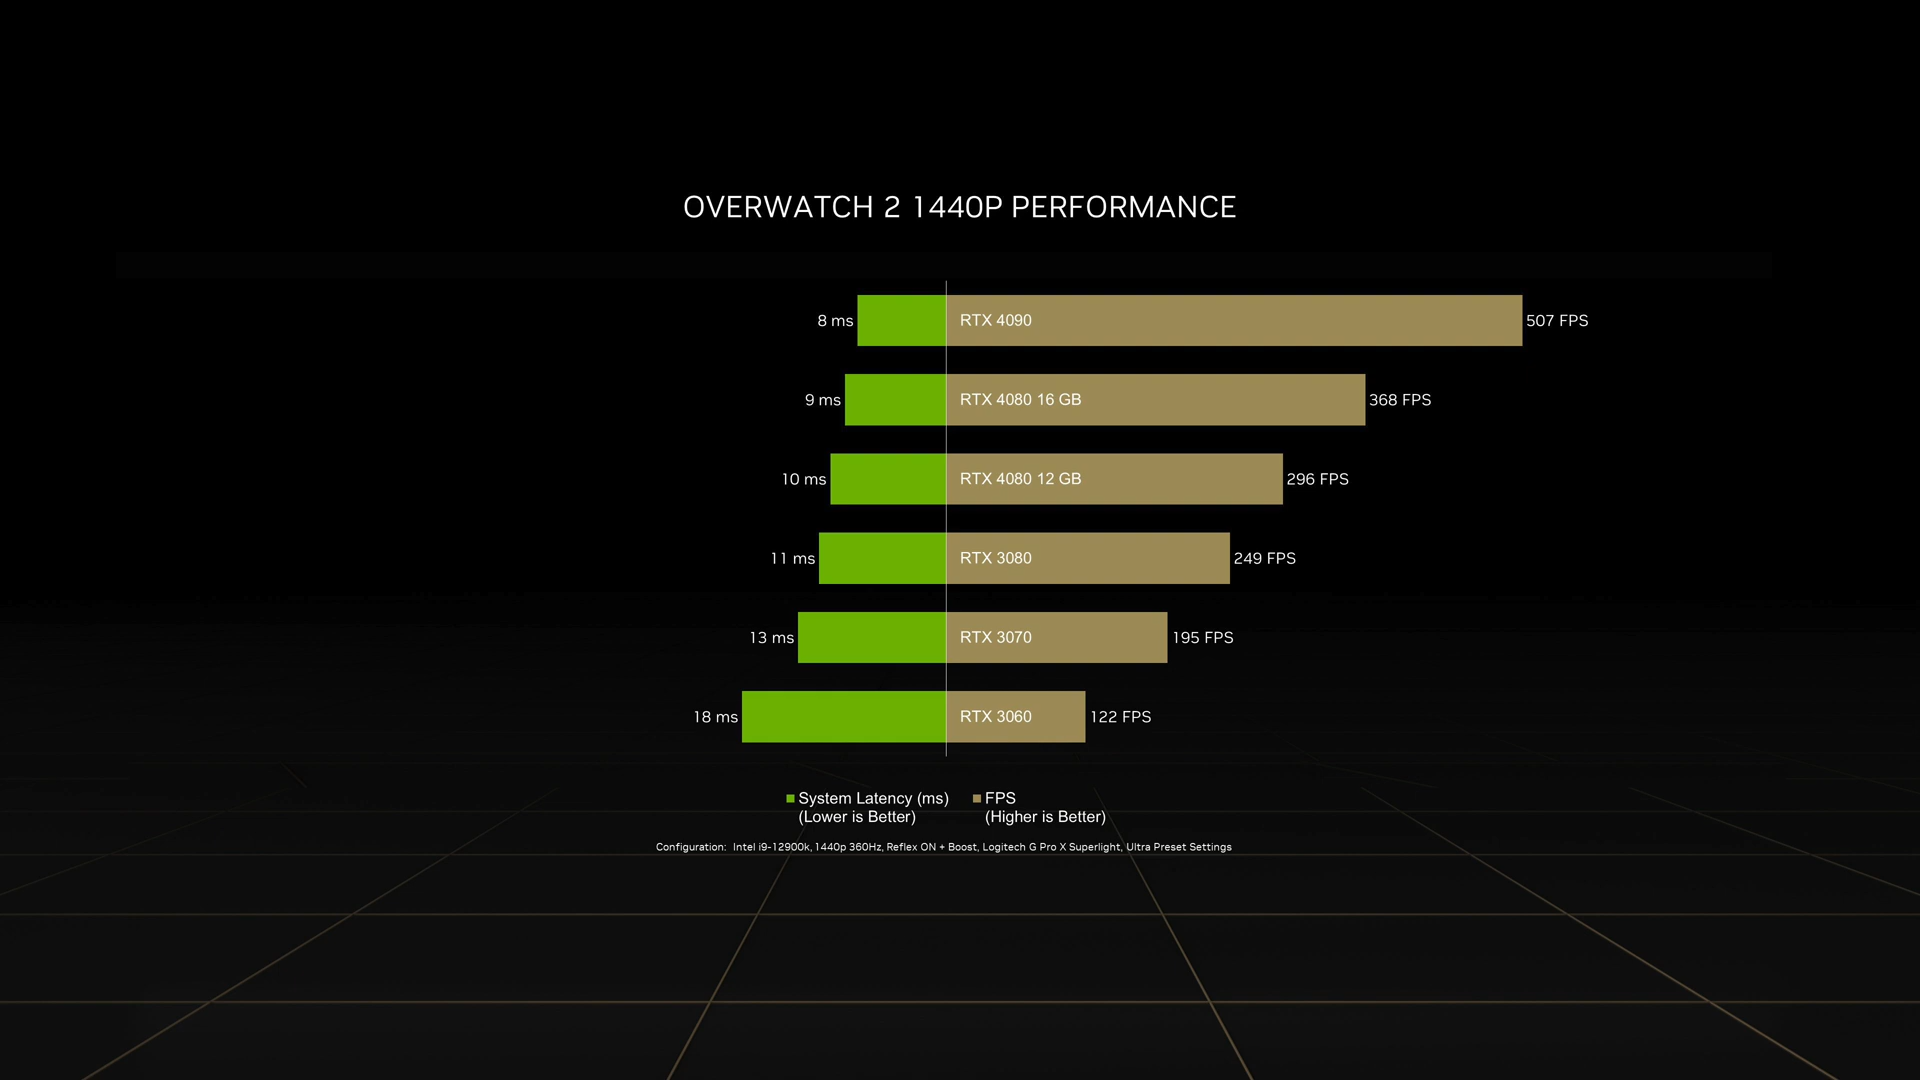 OVERWATCH 2 1440P PERFORMANCE
8 ms RTX 4090 507 FPS
9 ms RTX 4080 16 GB 368 FPS
10 ms RTX 4080 12 GB 296 FPS
11 ms RTX 3080 249 FPS
13 ms RTX 3070 195 FPS
18 ms RTX 3060 122 FPS
System Latency (ms) FPS
(Lower is Better) (Higher is Better)
Configuration: Intel i9-12900k, 1440p 360Hz, Reflex ON + Boost, Logitech G Pro X Superlight, Ultra Preset Settings